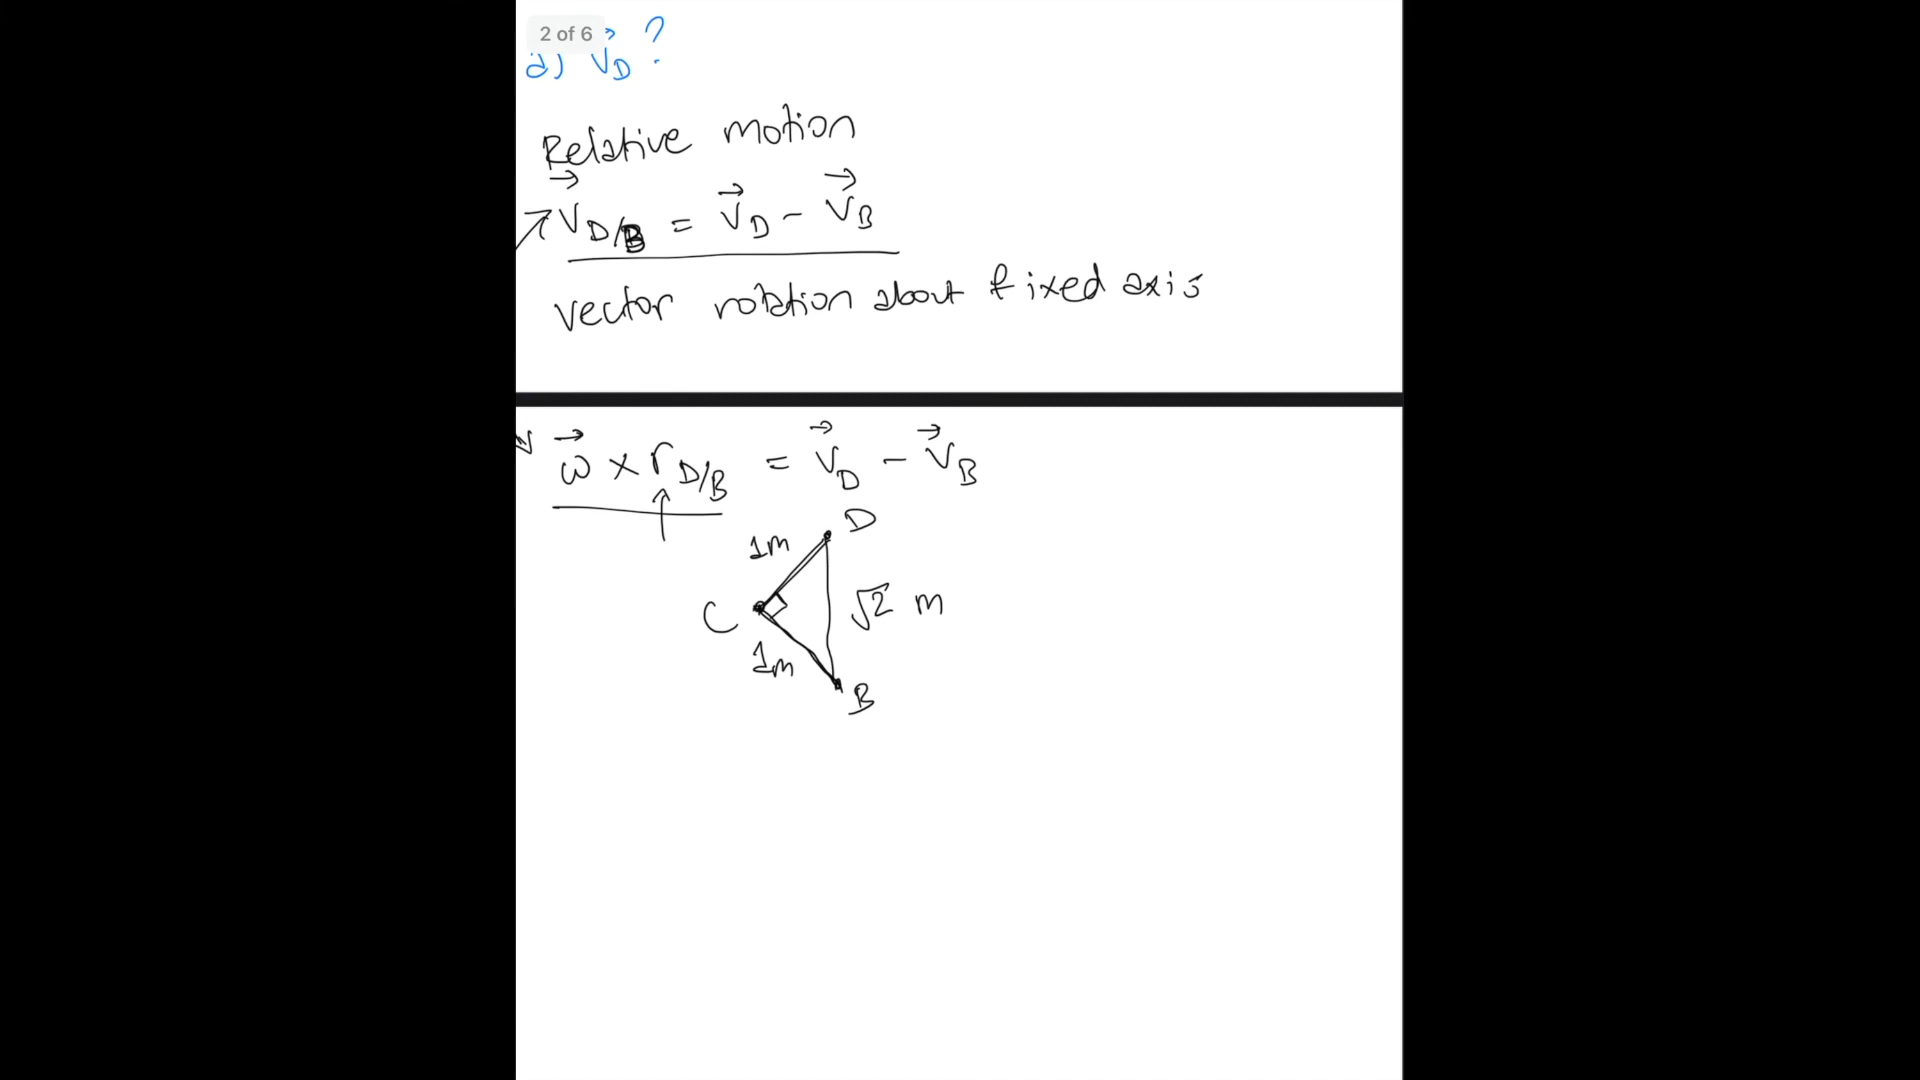 2 of 6
a) V⃗D ?
Relative motion
V⃗D/B = V⃗D - V⃗B
vector rotation about fixed axis
ω⃗ × rD/B = V⃗D - V⃗B
D
1m
C
√2 m
1m
B